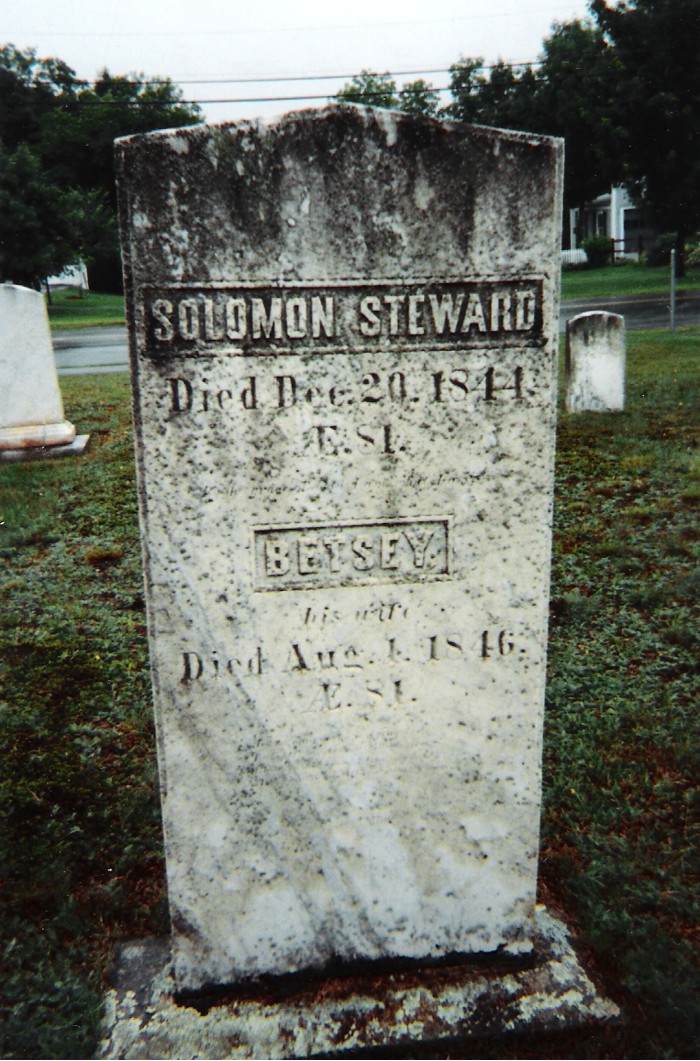 SOLOMON STEWARD
Died Dec. 20. 1844.
Æ. 81.
BETSEY.
his wife
Died Aug. 1. 1846.
Æ. 81.